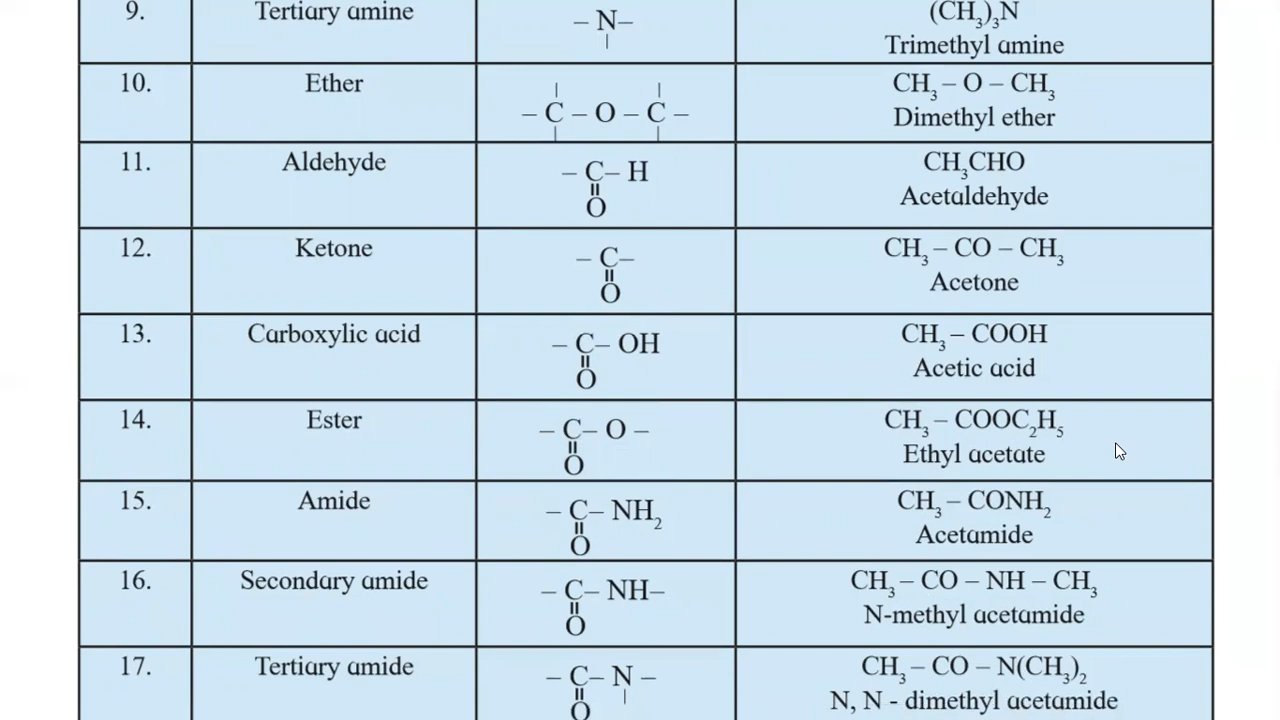 9. Tertiary amine – N– (CH₃)₃N
|
Trimethyl amine
10. Ether CH₃ – O – CH₃
| |
– C – O – C –
| |
Dimethyl ether
11. Aldehyde – C– H CH₃CHO
||
O
Acetaldehyde
12. Ketone – C– CH₃ – CO – CH₃
||
O
Acetone
13. Carboxylic acid – C– OH CH₃ – COOH
||
O
Acetic acid
14. Ester – C– O – CH₃ – COOC₂H₅
||
O
Ethyl acetate
15. Amide – C– NH₂ CH₃ – CONH₂
||
O
Acetamide
16. Secondary amide – C– NH– CH₃ – CO – NH – CH₃
||
O
N-methyl acetamide
17. Tertiary amide – C– N – CH₃ – CO – N(CH₃)₂
|| |
O
N, N - dimethyl acetamide